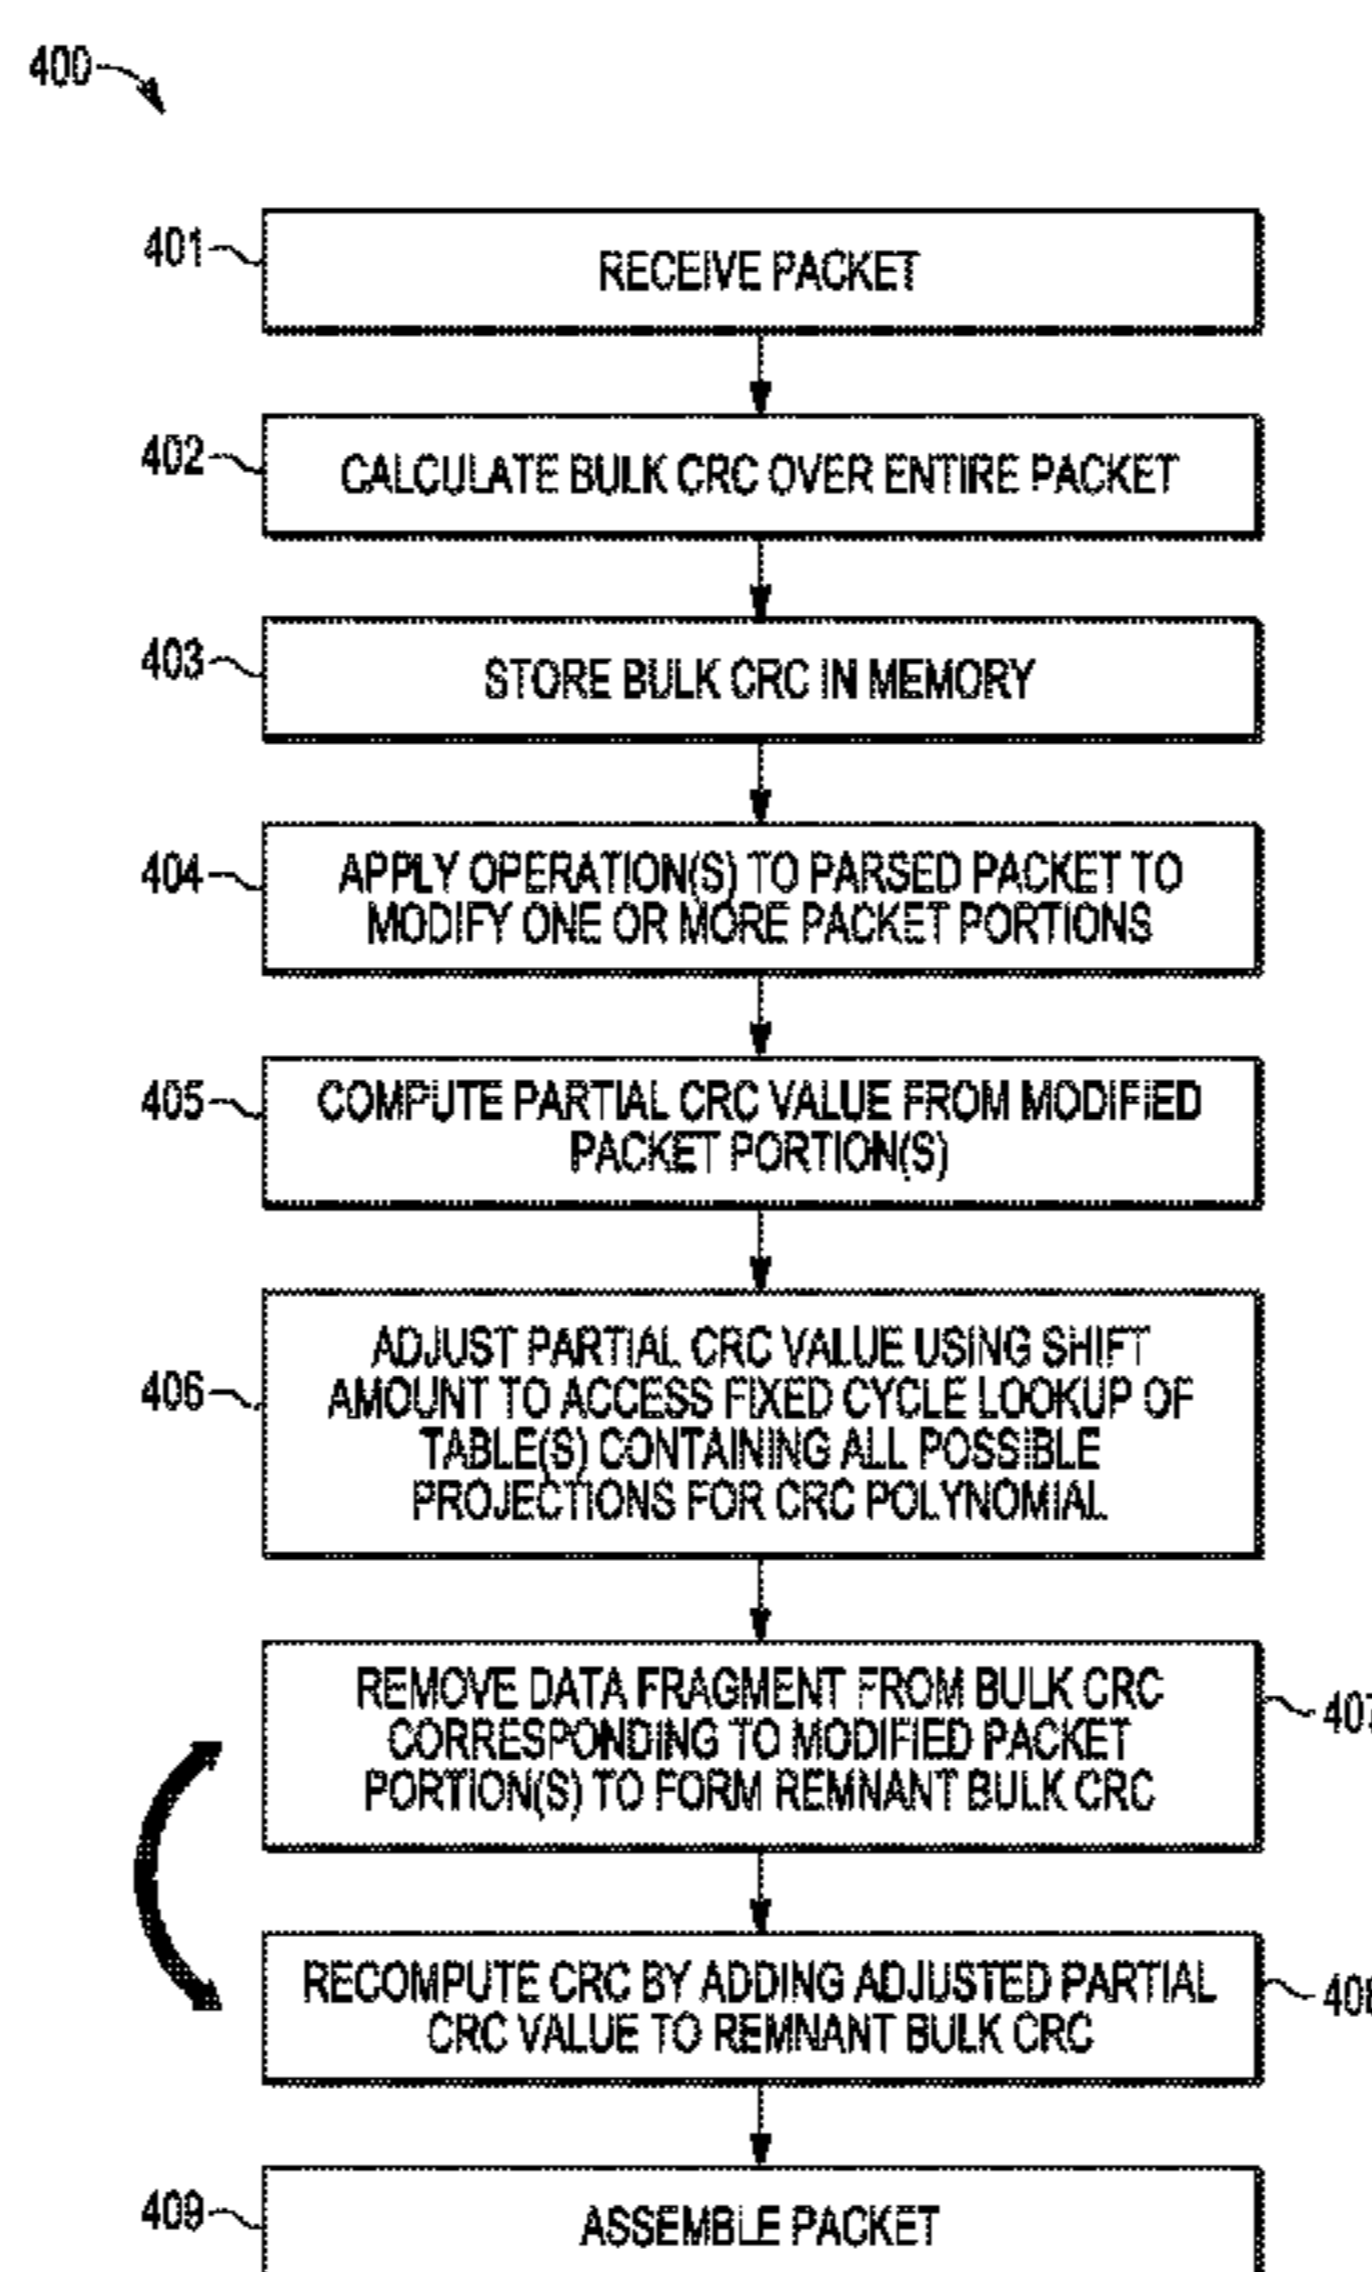 400
401
RECEIVE PACKET
402
CALCULATE BULK CRC OVER ENTIRE PACKET
403
STORE BULK CRC IN MEMORY
404
APPLY OPERATION(S) TO PARSED PACKET TO
MODIFY ONE OR MORE PACKET PORTIONS
405
COMPUTE PARTIAL CRC VALUE FROM MODIFIED
PACKET PORTION(S)
406
ADJUST PARTIAL CRC VALUE USING SHIFT
AMOUNT TO ACCESS FIXED CYCLE LOOKUP OF
TABLE(S) CONTAINING ALL POSSIBLE
PROJECTIONS FOR CRC POLYNOMIAL
REMOVE DATA FRAGMENT FROM BULK CRC
CORRESPONDING TO MODIFIED PACKET
PORTION(S) TO FORM REMNANT BULK CRC
407
RECOMPUTE CRC BY ADDING ADJUSTED PARTIAL
CRC VALUE TO REMNANT BULK CRC
408
409
ASSEMBLE PACKET